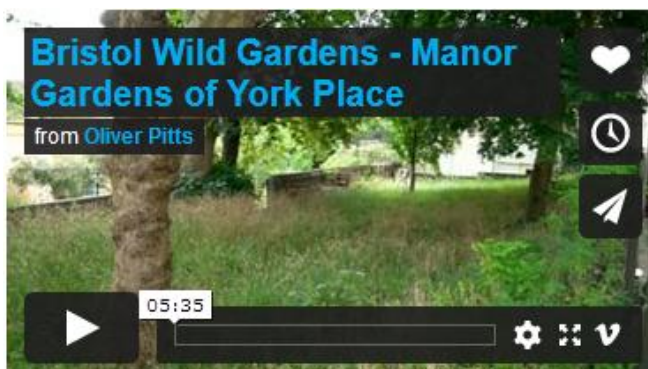 Bristol Wild Gardens - Manor
Gardens of York Place
from Oliver Pitts
05:35